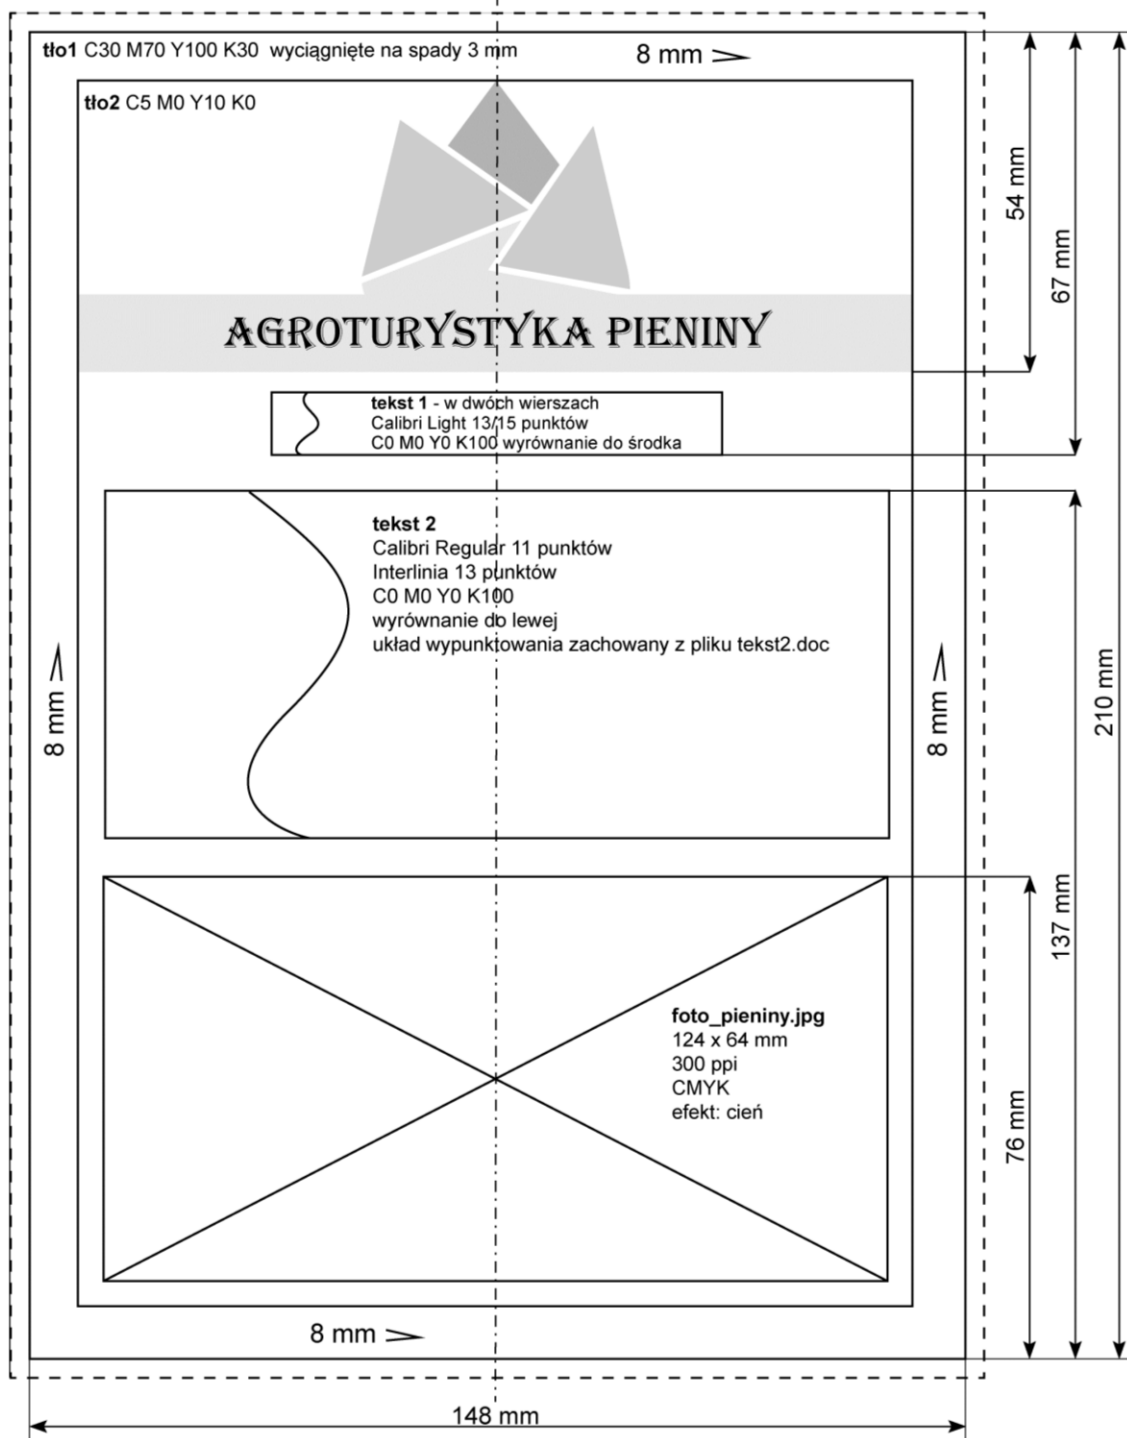 tło1 C30 M70 Y100 K30 wyciągnięte na spady 3 mm
8 mm
tło2 C5 M0 Y10 K0
54 mm
67 mm
AGROTURYSTYKA PIENINY
tekst 1 - w dwóch wierszach
Calibri Light 13/15 punktów
C0 M0 Y0 K100 wyrównanie do środka
tekst 2
Calibri Regular 11 punktów
Interlinia 13 punktów
C0 M0 Y0 K100
wyrównanie do lewej
układ wypunktowania zachowany z pliku tekst2.doc
8 mm
8 mm
210 mm
137 mm
foto_pieniny.jpg
124 x 64 mm
300 ppi
CMYK
efekt: cień
76 mm
8 mm
148 mm